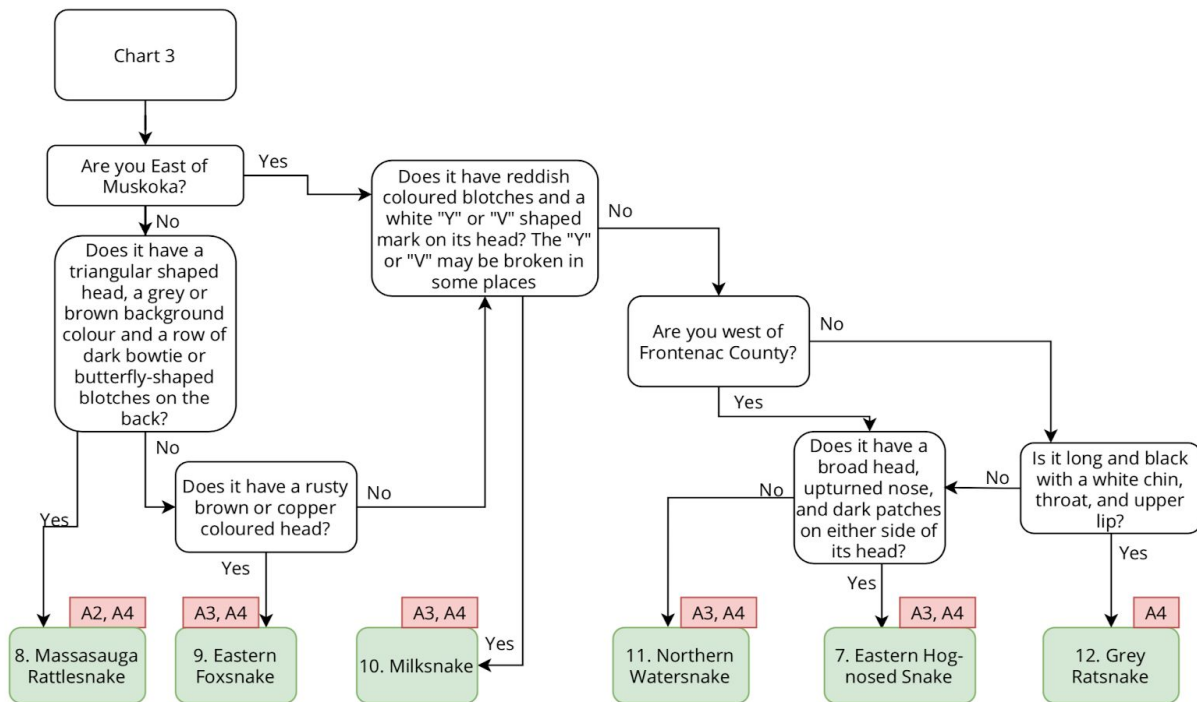 Chart 3
Are you East of
Muskoka?
Yes
No
Does it have a
triangular shaped
head, a grey or
brown background
colour and a row of
dark bowtie or
butterfly-shaped
blotches on the
back?
Yes
No
Does it have a rusty
brown or copper
coloured head?
No
Yes
Does it have reddish
coloured blotches and a
white "Y" or "V" shaped
mark on its head? The "Y"
or "V" may be broken in
some places
No
Yes
Are you west of
Frontenac County?
No
Yes
Does it have a
broad head,
upturned nose,
and dark patches
on either side of
its head?
No
Yes
Is it long and black
with a white chin,
throat, and upper
lip?
No
Yes
A2, A4
8. Massasauga
Rattlesnake
A3, A4
9. Eastern
Foxsnake
A3, A4
10. Milksnake
A3, A4
11. Northern
Watersnake
A3, A4
7. Eastern Hog-
nosed Snake
A4
12. Grey
Ratsnake